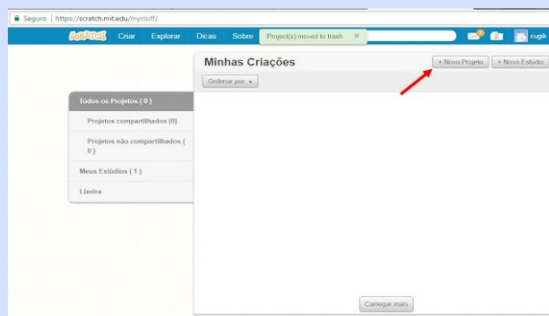 Seguro | https://scratch.mit.edu/mystuff/
SCRATCH Criar Explorar Dicas Sobre Project(s) moved to trash ×
Minhas Criações + Novo Projeto + Novo Estúdio
Ordenar por
Todos os Projetos ( 0 )
Projetos compartilhados (0)
Projetos não compartilhados (
0 )
Meus Estúdios ( 1 )
Lixeira
Carregar mais